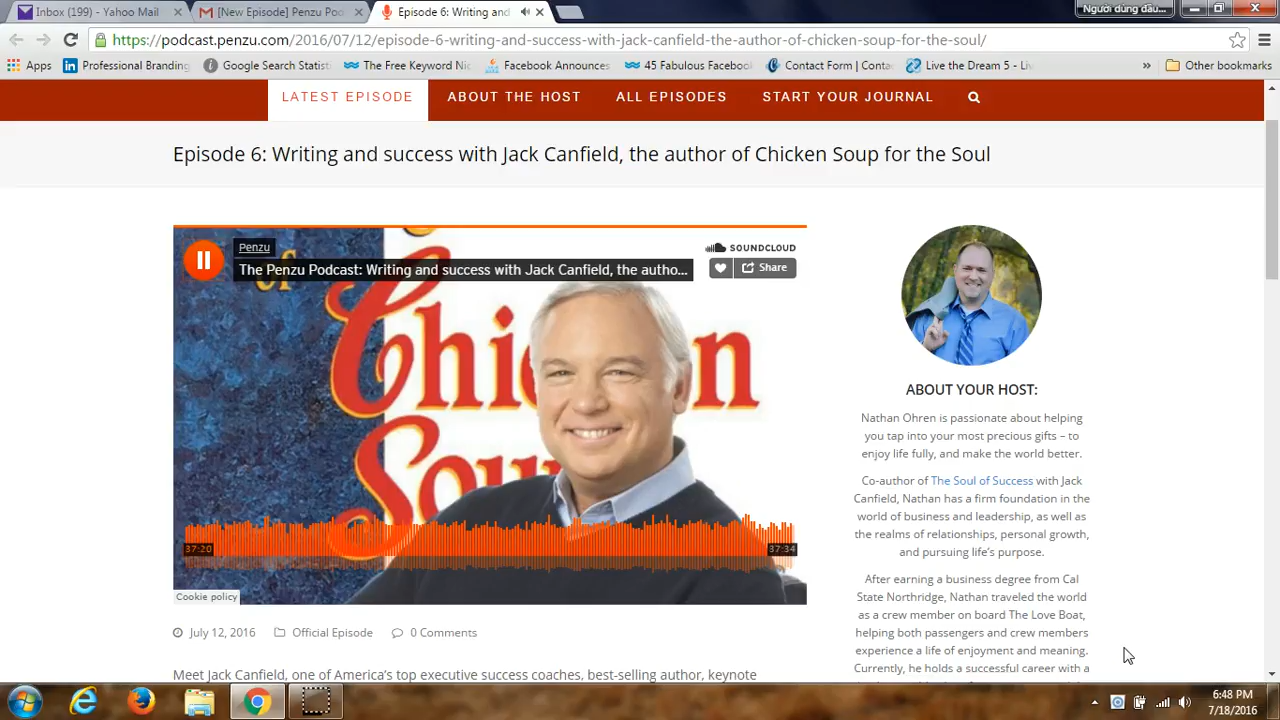 Inbox (199) - Yahoo Mail
[New Episode] Penzu Pod
Episode 6: Writing and
Người dùng đầu...
https://podcast.penzu.com/2016/07/12/episode-6-writing-and-success-with-jack-canfield-the-author-of-chicken-soup-for-the-soul/
Apps Professional Branding Google Search Statist The Free Keyword Nic Facebook Announces 45 Fabulous Facebook Contact Form | Conta Live the Dream 5 - Liv » Other bookmarks
LATEST EPISODE ABOUT THE HOST ALL EPISODES START YOUR JOURNAL
Episode 6: Writing and success with Jack Canfield, the author of Chicken Soup for the Soul
Penzu
SOUNDCLOUD
The Penzu Podcast: Writing and success with Jack Canfield, the autho...
Share
of
Chicken
Soup
37:20
37:34
Cookie policy
July 12, 2016 Official Episode 0 Comments
Meet Jack Canfield, one of America's top executive success coaches, best-selling author, keynote
ABOUT YOUR HOST:
Nathan Ohren is passionate about helping
you tap into your most precious gifts – to
enjoy life fully, and make the world better.
Co-author of The Soul of Success with Jack
Canfield, Nathan has a firm foundation in the
world of business and leadership, as well as
the realms of relationships, personal growth,
and pursuing life's purpose.
After earning a business degree from Cal
State Northridge, Nathan traveled the world
as a crew member on board The Love Boat,
helping both passengers and crew members
experience a life of enjoyment and meaning.
Currently, he holds a successful career with a
6:48 PM
7/18/2016